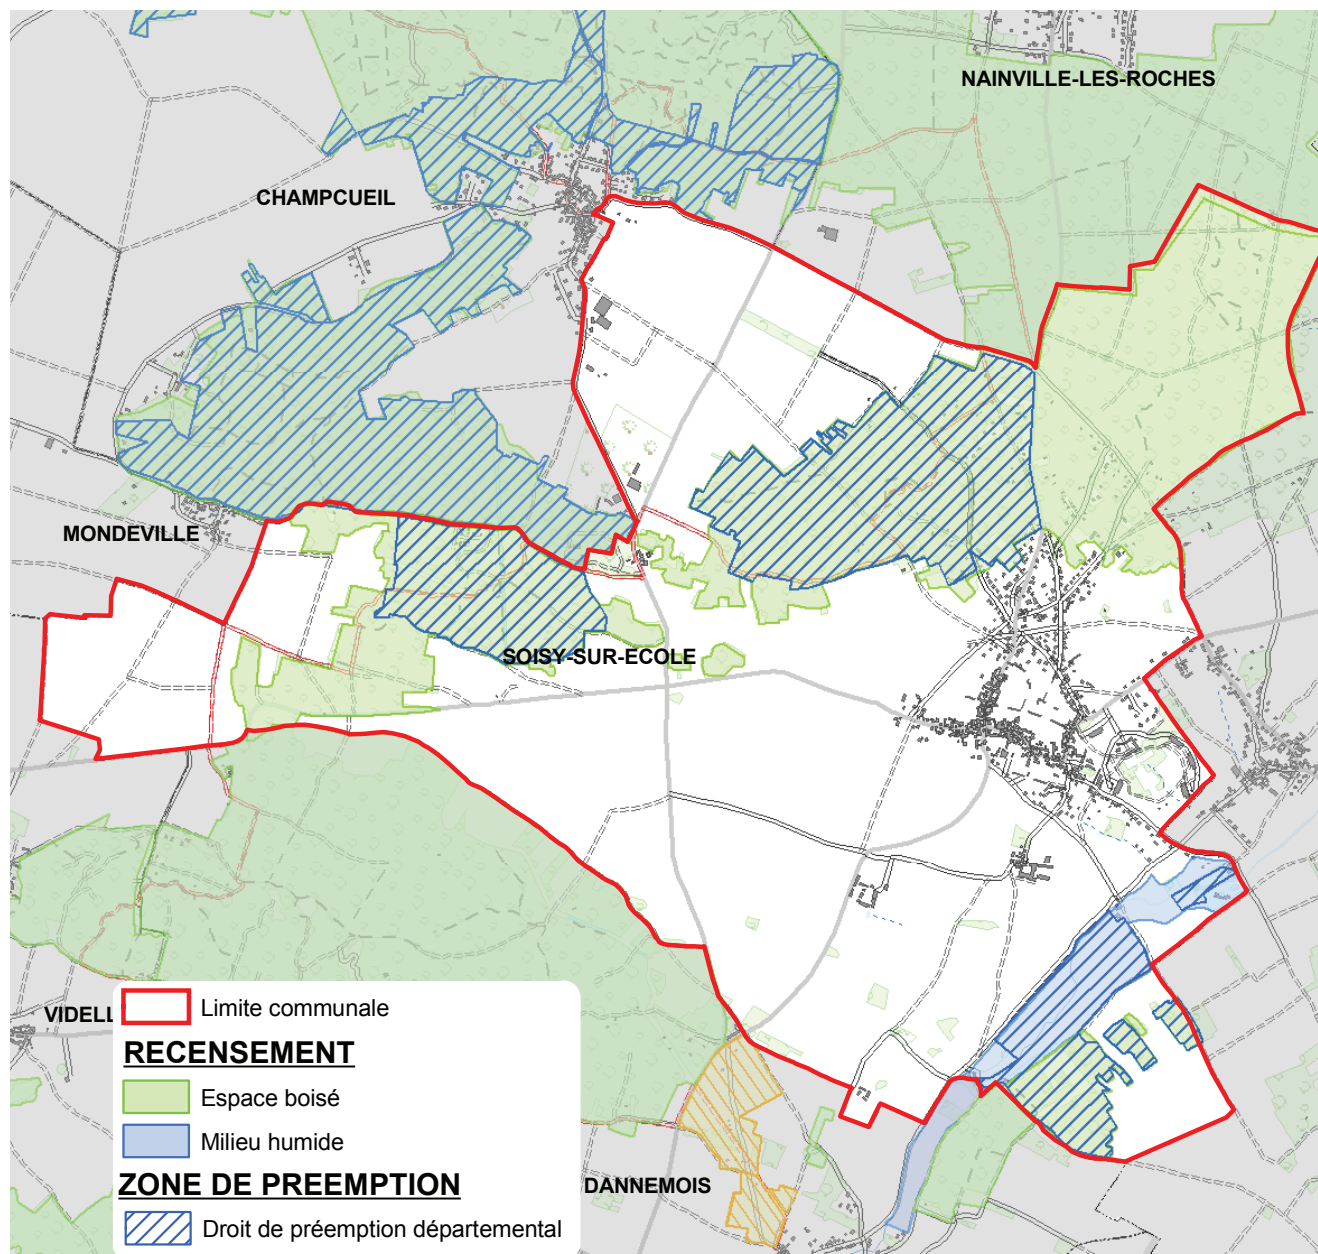 NAINVILLE-LES-ROCHES
CHAMPCUEIL
MONDEVILLE
SOISY-SUR-ECOLE
VIDELL
Limite communale
RECENSEMENT
Espace boisé
Milieu humide
ZONE DE PREEMPTION
Droit de préemption départemental
DANNEMOIS